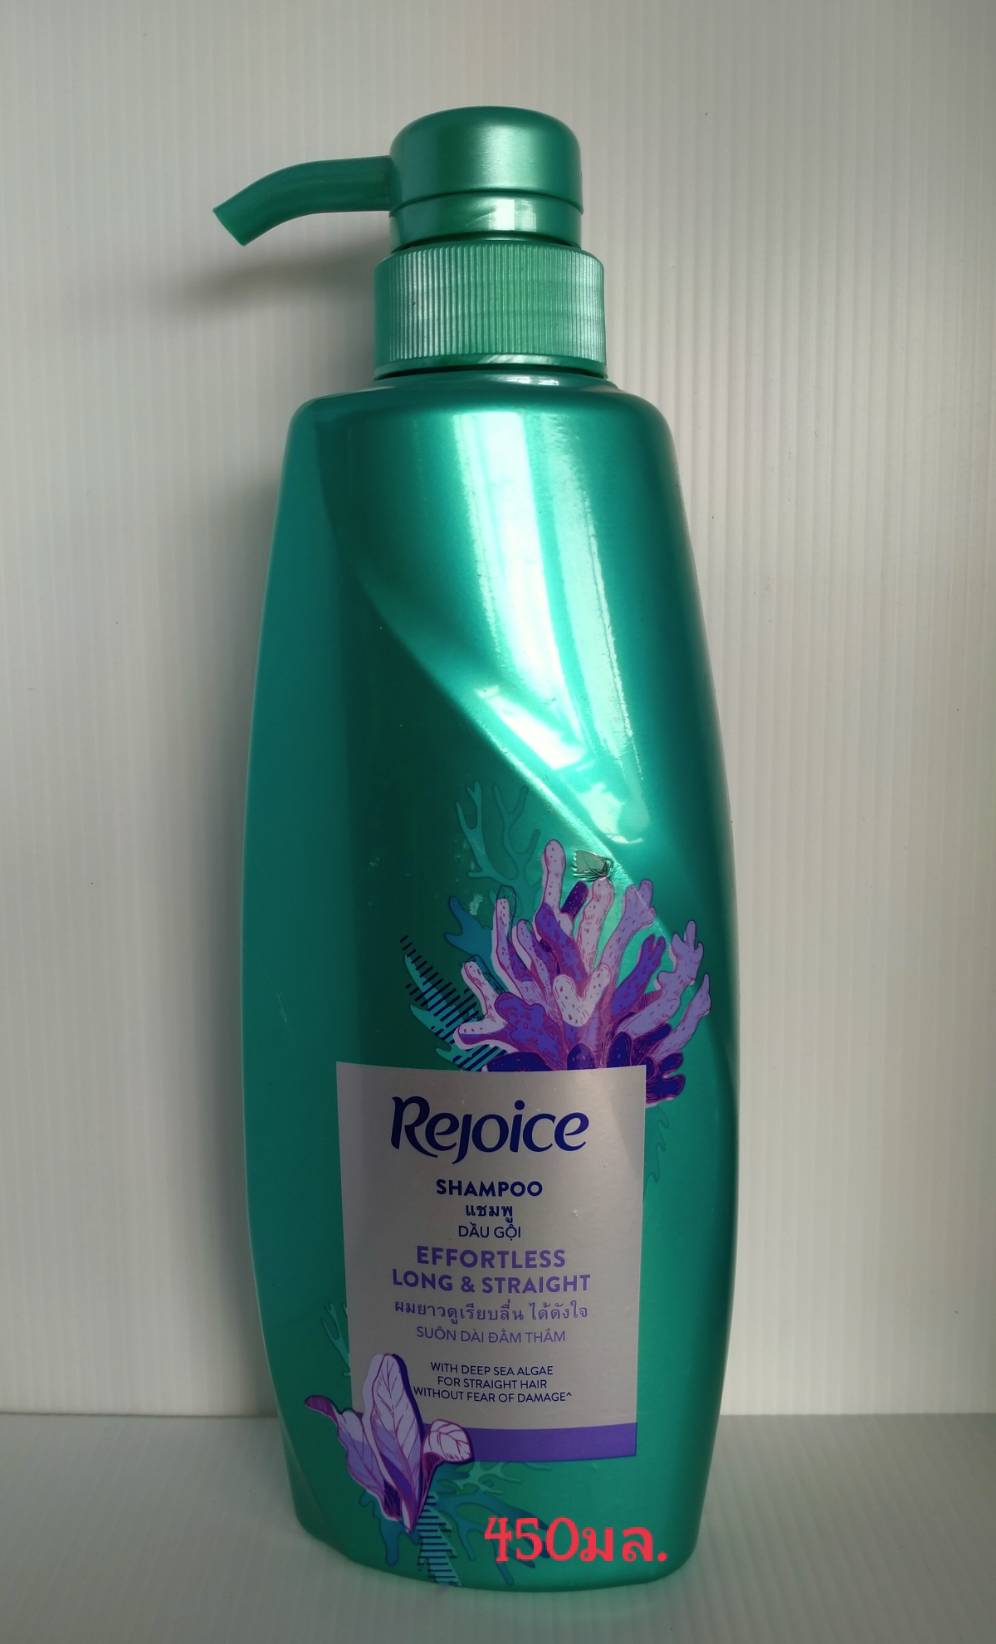 Rejoice
SHAMPOO
แชมพู
DẦU GỘI
EFFORTLESS
LONG & STRAIGHT
ผมยาวดูเรียบลื่น ได้ดังใจ
SUÔN DÀI ĐẰM THẮM
WITH DEEP SEA ALGAE
FOR STRAIGHT HAIR
WITHOUT FEAR OF DAMAGE^
450มล.